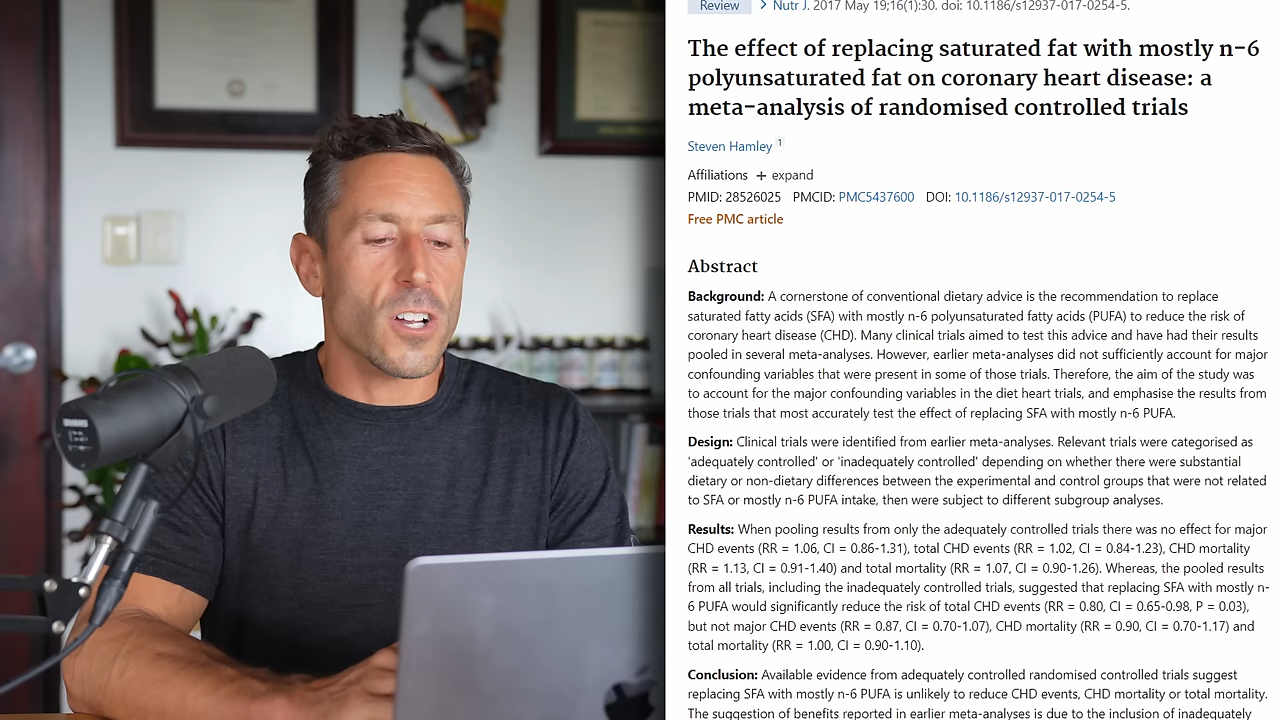 Review
Nutr J. 2017 May 19;16(1):30. doi: 10.1186/s12937-017-0254-5.
The effect of replacing saturated fat with mostly n-6
polyunsaturated fat on coronary heart disease: a
meta-analysis of randomised controlled trials
Steven Hamley 1
Affiliations + expand
PMID: 28526025 PMCID: PMC5437600 DOI: 10.1186/s12937-017-0254-5
Free PMC article
Abstract
Background: A cornerstone of conventional dietary advice is the recommendation to replace
saturated fatty acids (SFA) with mostly n-6 polyunsaturated fatty acids (PUFA) to reduce the risk of
coronary heart disease (CHD). Many clinical trials aimed to test this advice and have had their results
pooled in several meta-analyses. However, earlier meta-analyses did not sufficiently account for major
confounding variables that were present in some of those trials. Therefore, the aim of the study was
to account for the major confounding variables in the diet heart trials, and emphasise the results from
those trials that most accurately test the effect of replacing SFA with mostly n-6 PUFA.
Design: Clinical trials were identified from earlier meta-analyses. Relevant trials were categorised as
'adequately controlled' or 'inadequately controlled' depending on whether there were substantial
dietary or non-dietary differences between the experimental and control groups that were not related
to SFA or mostly n-6 PUFA intake, then were subject to different subgroup analyses.
Results: When pooling results from only the adequately controlled trials there was no effect for major
CHD events (RR = 1.06, CI = 0.86-1.31), total CHD events (RR = 1.02, CI = 0.84-1.23), CHD mortality
(RR = 1.13, CI = 0.91-1.40) and total mortality (RR = 1.07, CI = 0.90-1.26). Whereas, the pooled results
from all trials, including the inadequately controlled trials, suggested that replacing SFA with mostly n-
6 PUFA would significantly reduce the risk of total CHD events (RR = 0.80, CI = 0.65-0.98, P = 0.03),
but not major CHD events (RR = 0.87, CI = 0.70-1.07), CHD mortality (RR = 0.90, CI = 0.70-1.17) and
total mortality (RR = 1.00, CI = 0.90-1.10).
Conclusion: Available evidence from adequately controlled randomised controlled trials suggest
replacing SFA with mostly n-6 PUFA is unlikely to reduce CHD events, CHD mortality or total mortality.
The suggestion of benefits reported in earlier meta-analyses is due to the inclusion of inadequately